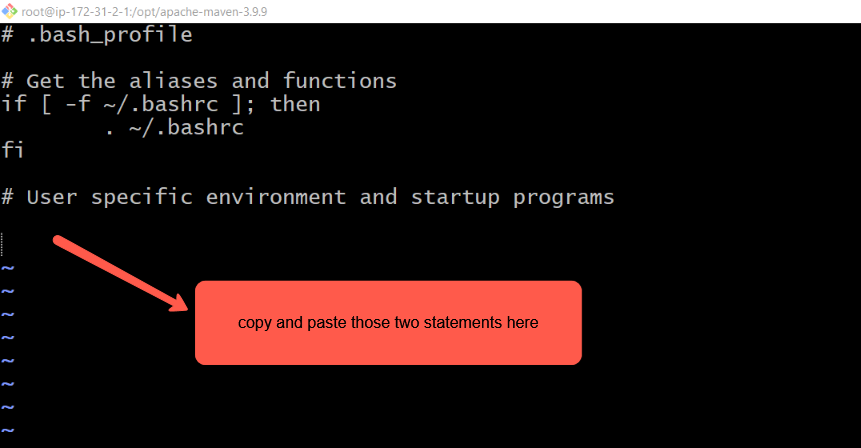 root@ip-172-31-2-1:/opt/apache-maven-3.9.9
# .bash_profile
# Get the aliases and functions
if [ -f ~/.bashrc ]; then
        . ~/.bashrc
fi
# User specific environment and startup programs
~
~
~
copy and paste those two statements here
~
~
~
~
~